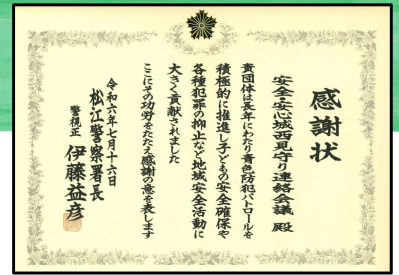 感謝状
安全・安心城西見守り連絡会議 殿
貴団体は長年にわたり青色防犯パトロールを
積極的に推進し子どもの安全確保や
各種犯罪の抑止など地域安全活動に
大きく貢献されました
ここにその功労をたたえ感謝の意を表します
令和六年七月十六日
松江警察署長
警視正 伊藤益彦